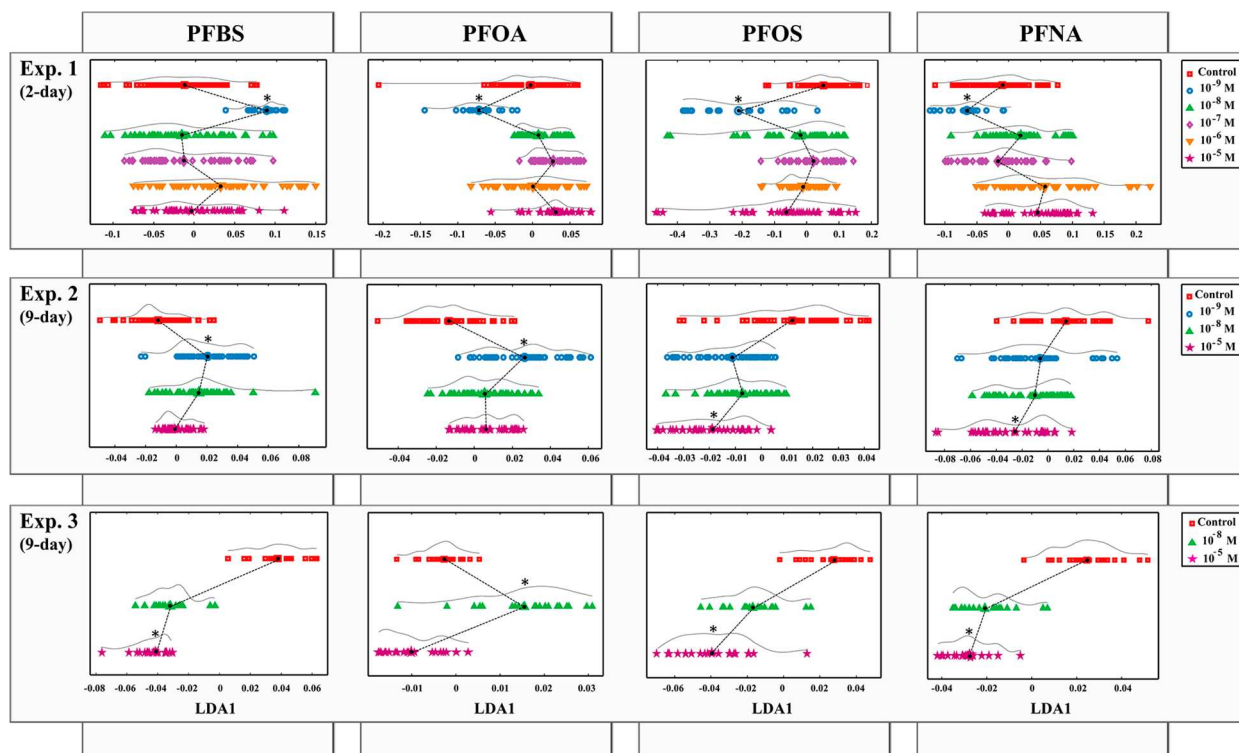 PFBS PFOA PFOS PFNA
Exp. 1
(2-day)
* * * *
Control
10⁻⁹ M
10⁻⁸ M
10⁻⁷ M
10⁻⁶ M
10⁻⁵ M
-0.1 -0.05 0 0.05 0.1 0.15
-0.2 -0.15 -0.1 -0.05 0 0.05
-0.4 -0.3 -0.2 -0.1 0 0.1 0.2
-0.1 -0.05 0 0.05 0.1 0.15 0.2
Exp. 2
(9-day)
* * * *
Control
10⁻⁹ M
10⁻⁸ M
10⁻⁵ M
-0.04 -0.02 0 0.02 0.04 0.06 0.08
-0.04 -0.02 0 0.02 0.04 0.06
-0.04 -0.03 -0.02 -0.01 0 0.01 0.02 0.03 0.04
-0.08 -0.06 -0.04 -0.02 0 0.02 0.04 0.06 0.08
Exp. 3
(9-day)
* * * *
Control
10⁻⁸ M
10⁻⁵ M
-0.08 -0.06 -0.04 -0.02 0 0.02 0.04 0.06
-0.01 0 0.01 0.02 0.03
-0.06 -0.04 -0.02 0 0.02 0.04
-0.04 -0.02 0 0.02 0.04
LDA1 LDA1 LDA1 LDA1